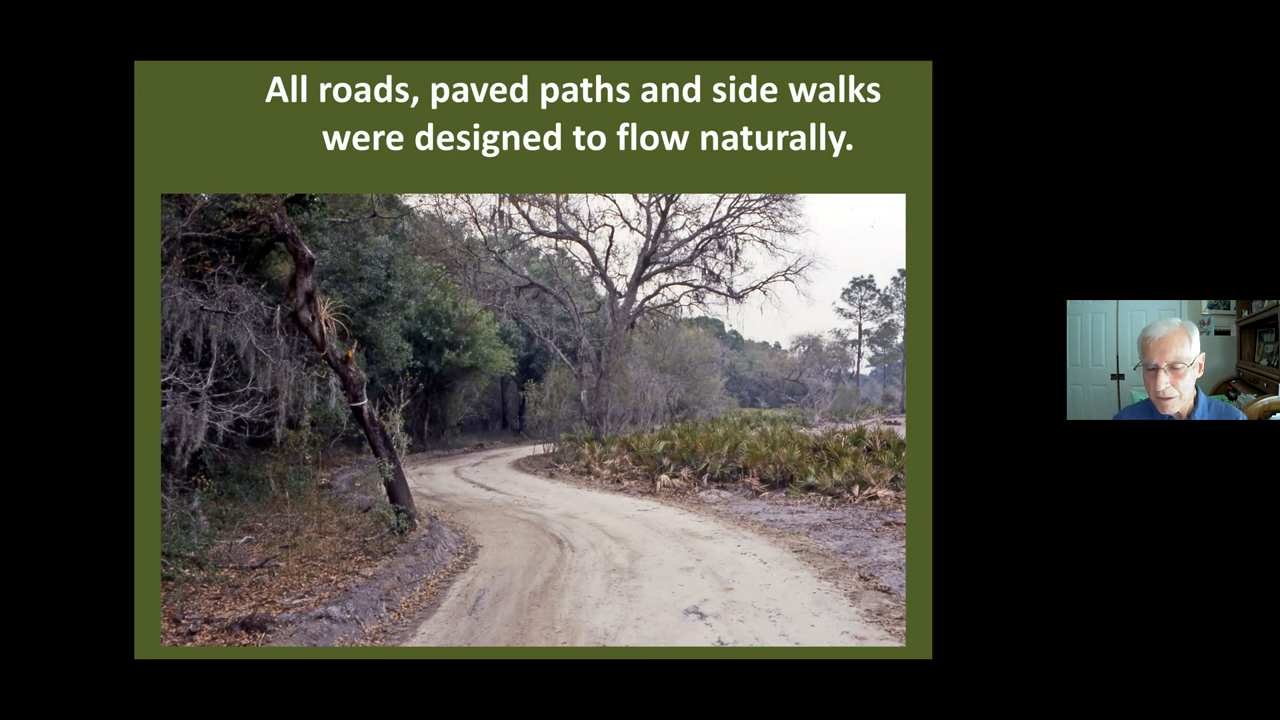 All roads, paved paths and side walks
were designed to flow naturally.